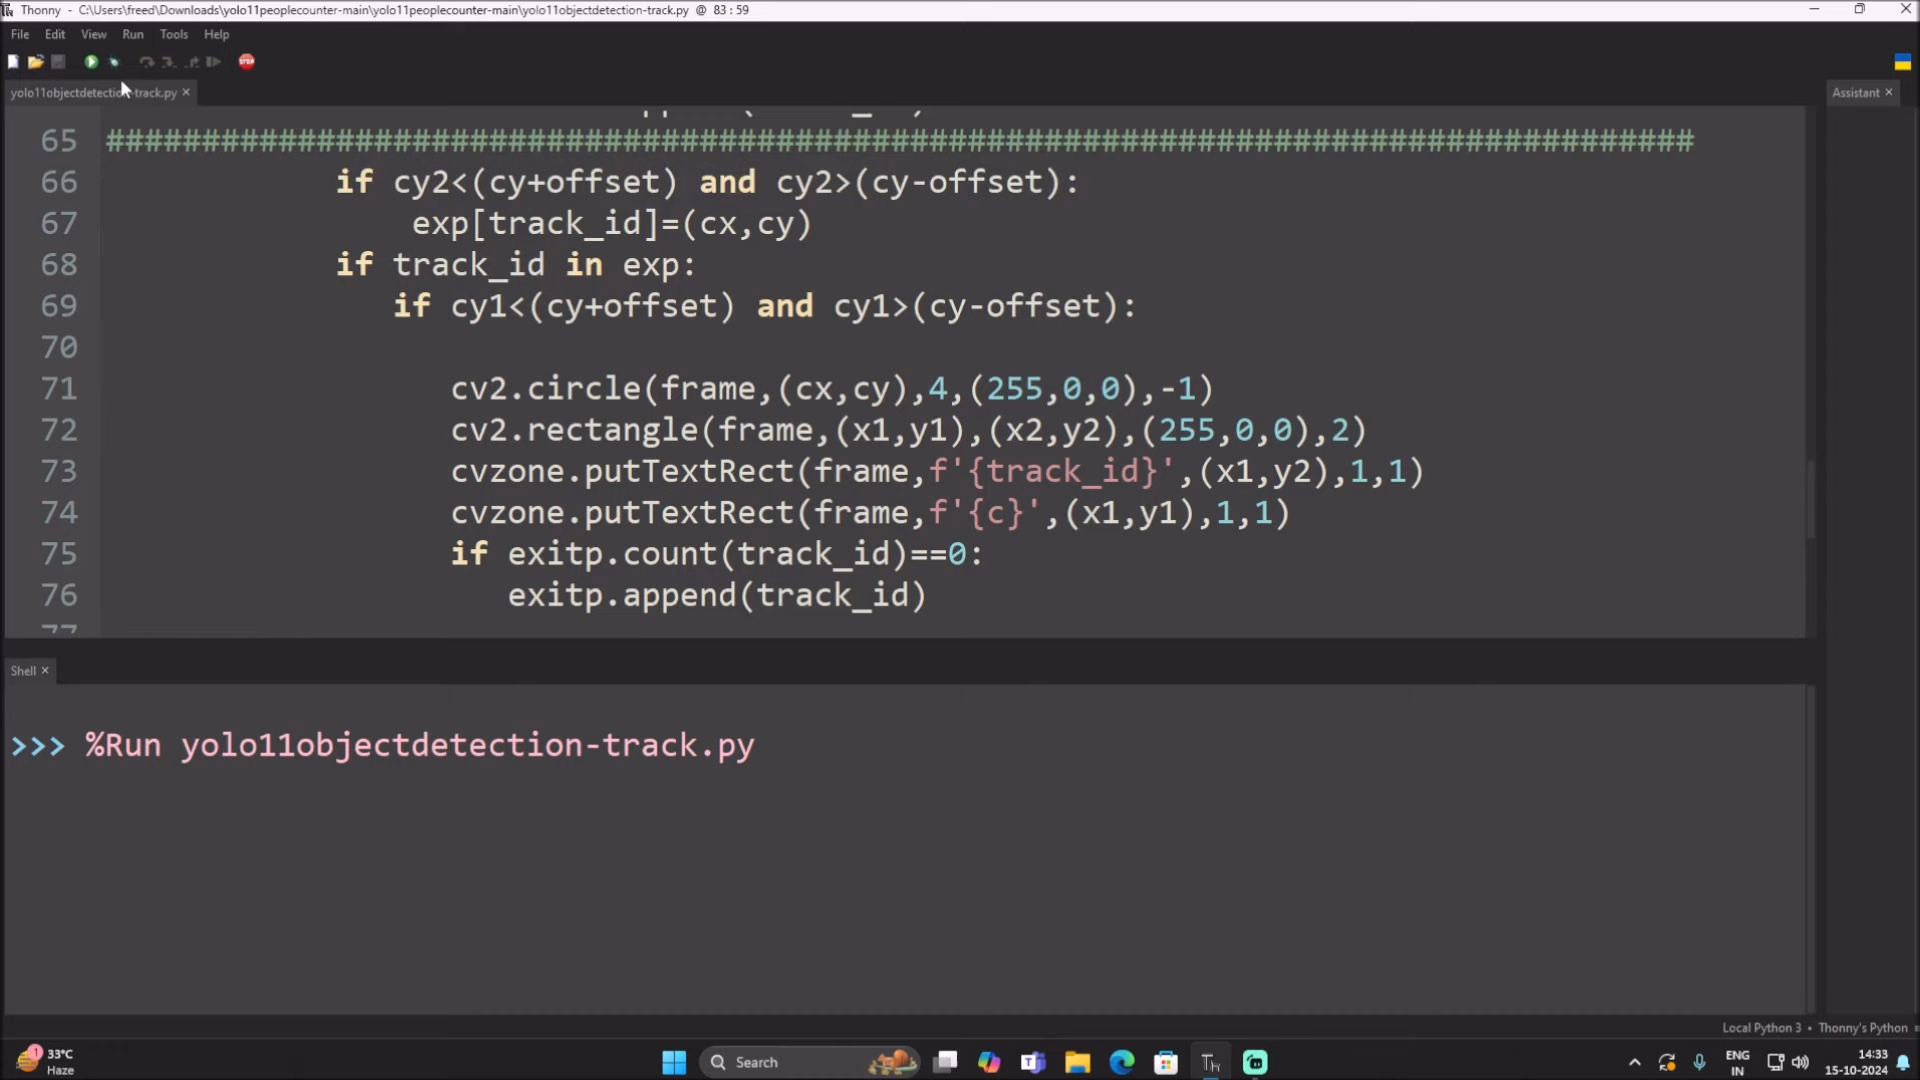 Thonny - C:\Users\freed\Downloads\yolo11peoplecounter-main\yolo11peoplecounter-main\yolo11objectdetection-track.py @ 83 : 59
File Edit View Run Tools Help
STOP
yolo11objectdetection-track.py ×
Assistant ×
65 ###################################################################################
66 if cy2<(cy+offset) and cy2>(cy-offset):
67 exp[track_id]=(cx,cy)
68 if track_id in exp:
69 if cy1<(cy+offset) and cy1>(cy-offset):
70
71 cv2.circle(frame,(cx,cy),4,(255,0,0),-1)
72 cv2.rectangle(frame,(x1,y1),(x2,y2),(255,0,0),2)
73 cvzone.putTextRect(frame,f'{track_id}',(x1,y2),1,1)
74 cvzone.putTextRect(frame,f'{c}',(x1,y1),1,1)
75 if exitp.count(track_id)==0:
76 exitp.append(track_id)
Shell ×
>>> %Run yolo11objectdetection-track.py
Local Python 3 • Thonny's Python
1
33°C
Haze
Search
Th
ENG
IN
14:33
15-10-2024